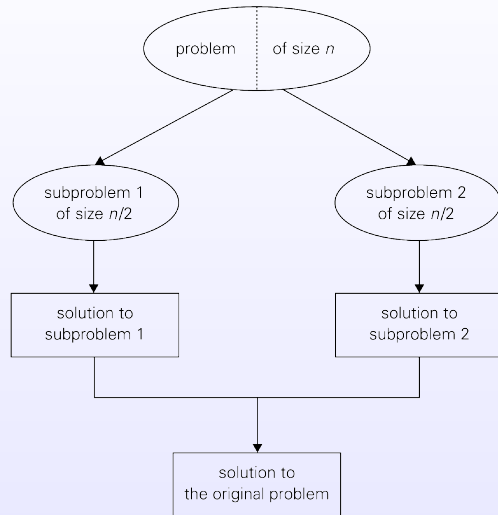 problem of size n
subproblem 1
of size n/2
subproblem 2
of size n/2
solution to
subproblem 1
solution to
subproblem 2
solution to
the original problem